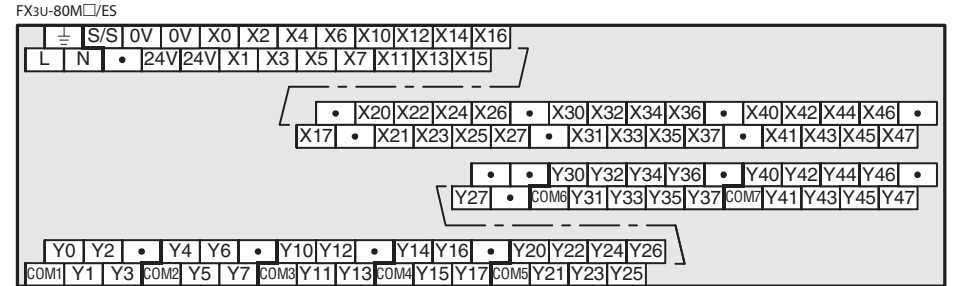 FX3U-80M□/ES
⏚ S/S 0V 0V X0 X2 X4 X6 X10 X12 X14 X16
L N • 24V 24V X1 X3 X5 X7 X11 X13 X15
• X20 X22 X24 X26 • X30 X32 X34 X36 • X40 X42 X44 X46 •
X17 • X21 X23 X25 X27 • X31 X33 X35 X37 • X41 X43 X45 X47
• • Y30 Y32 Y34 Y36 • Y40 Y42 Y44 Y46 •
Y27 • COM6 Y31 Y33 Y35 Y37 COM7 Y41 Y43 Y45 Y47
Y0 Y2 • Y4 Y6 • Y10 Y12 • Y14 Y16 • Y20 Y22 Y24 Y26
COM1 Y1 Y3 COM2 Y5 Y7 COM3 Y11 Y13 COM4 Y15 Y17 COM5 Y21 Y23 Y25